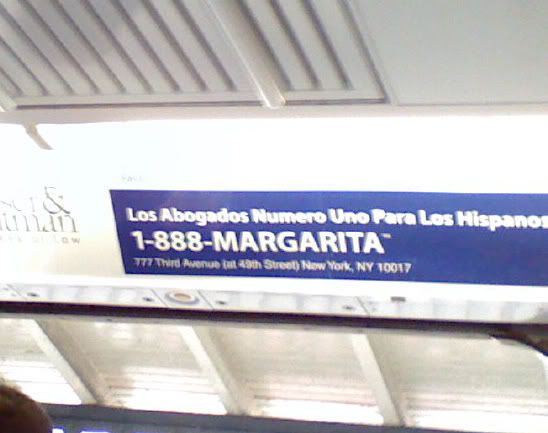 &
Los Abogados Numero Uno Para Los Hispanos
1-888-MARGARITA™
777 Third Avenue (at 49th Street) New York, NY 10017